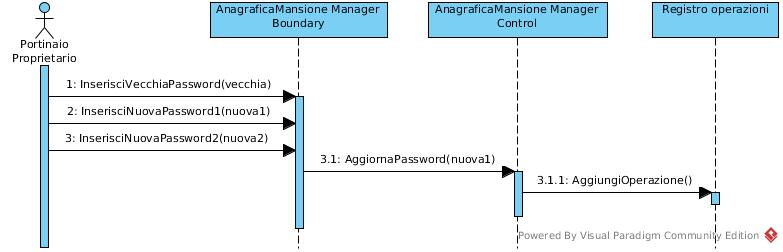 AnagraficaMansione Manager
Boundary
AnagraficaMansione Manager
Control
Registro operazioni
Portinaio
Proprietario
1: InserisciVecchiaPassword(vecchia)
2: InserisciNuovaPassword1(nuova1)
3: InserisciNuovaPassword2(nuova2)
3.1: AggiornaPassword(nuova1)
3.1.1: AggiungiOperazione()
Powered By Visual Paradigm Community Edition